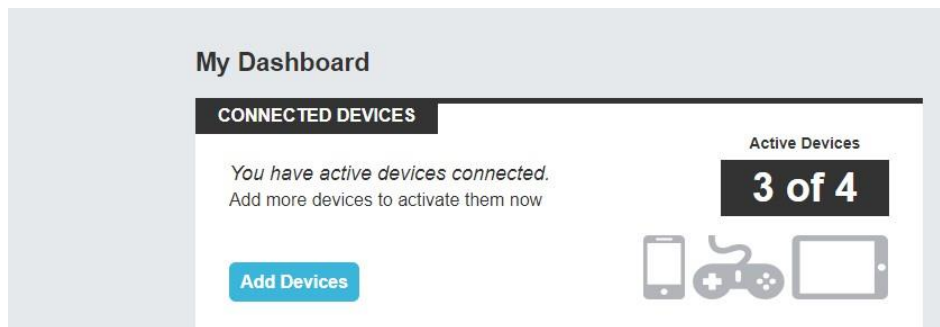 My Dashboard
CONNECTED DEVICES
Active Devices
You have active devices connected.
3 of 4
Add more devices to activate them now
Add Devices